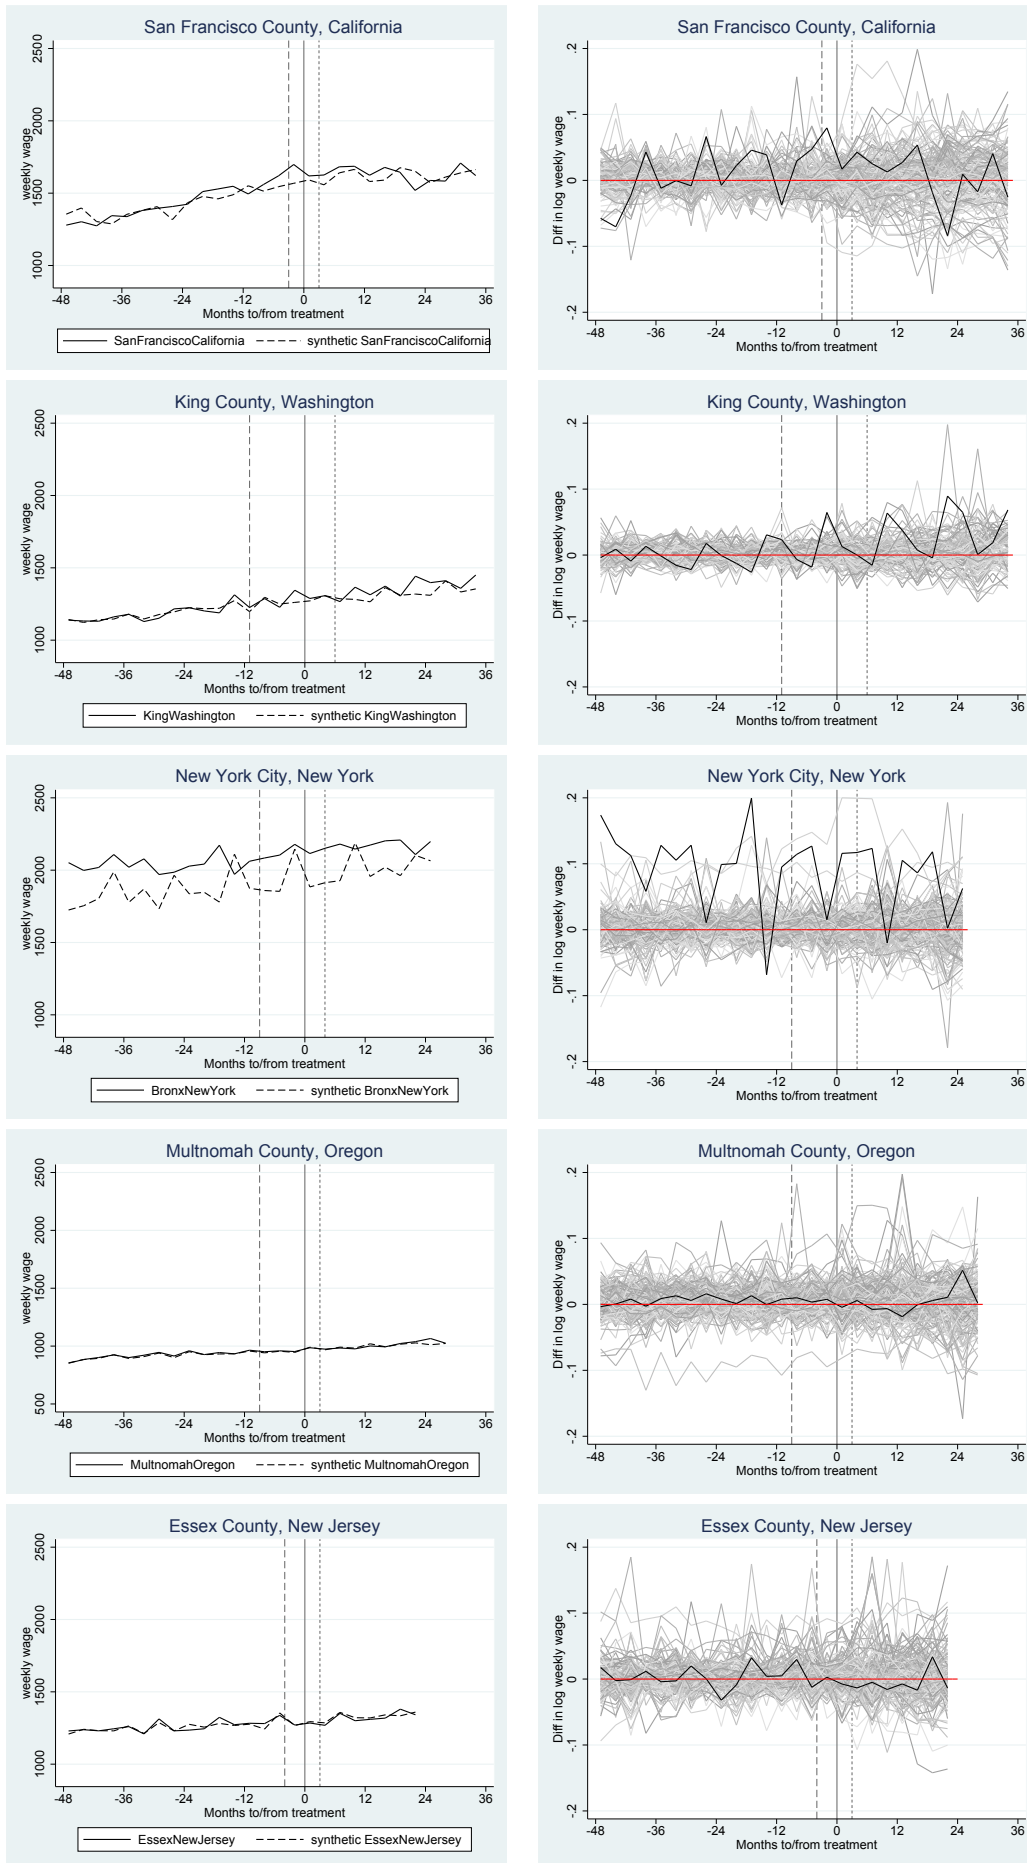 San Francisco County, California
weekly wage
2500
2000
1500
1000
-48 -36 -24 -12 0 12 24 36
Months to/from treatment
SanFranciscoCalifornia synthetic SanFranciscoCalifornia
San Francisco County, California
Diff in log weekly wage
.2
.1
0
-.1
-.2
-48 -36 -24 -12 0 12 24 36
Months to/from treatment
King County, Washington
weekly wage
2500
2000
1500
1000
-48 -36 -24 -12 0 12 24 36
Months to/from treatment
KingWashington synthetic KingWashington
King County, Washington
Diff in log weekly wage
.2
.1
0
-.1
-.2
-48 -36 -24 -12 0 12 24 36
Months to/from treatment
New York City, New York
weekly wage
2500
2000
1500
1000
-48 -36 -24 -12 0 12 24 36
Months to/from treatment
BronxNewYork synthetic BronxNewYork
New York City, New York
Diff in log weekly wage
.2
.1
0
-.1
-.2
-48 -36 -24 -12 0 12 24 36
Months to/from treatment
Multnomah County, Oregon
weekly wage
2500
2000
1500
1000
500
-48 -36 -24 -12 0 12 24 36
Months to/from treatment
MultnomahOregon synthetic MultnomahOregon
Multnomah County, Oregon
Diff in log weekly wage
.2
.1
0
-.1
-.2
-48 -36 -24 -12 0 12 24 36
Months to/from treatment
Essex County, New Jersey
weekly wage
2500
2000
1500
1000
-48 -36 -24 -12 0 12 24 36
Months to/from treatment
EssexNewJersey synthetic EssexNewJersey
Essex County, New Jersey
Diff in log weekly wage
.2
.1
0
-.1
-.2
-48 -36 -24 -12 0 12 24 36
Months to/from treatment